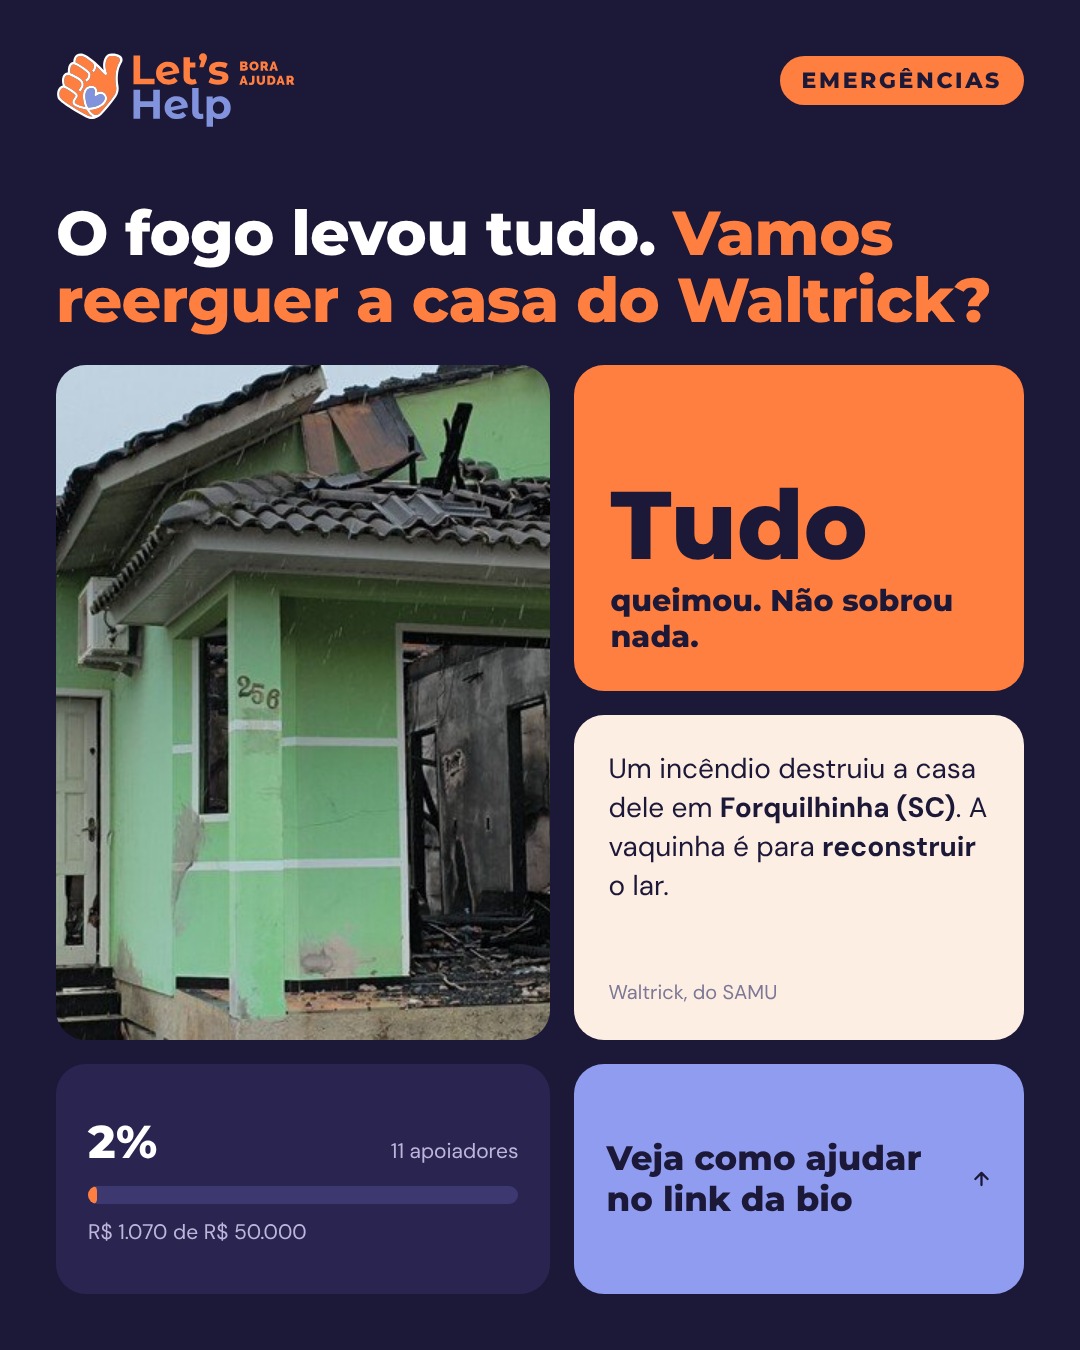 Let's
Help
BORA
AJUDAR
EMERGÊNCIAS
O fogo levou tudo. Vamos
reerguer a casa do Waltrick?
256
Tudo
queimou. Não sobrou
nada.
Um incêndio destruiu a casa
dele em Forquilhinha (SC). A
vaquinha é para reconstruir
o lar.
Waltrick, do SAMU
2%
11 apoiadores
R$ 1.070 de R$ 50.000
Veja como ajudar
no link da bio